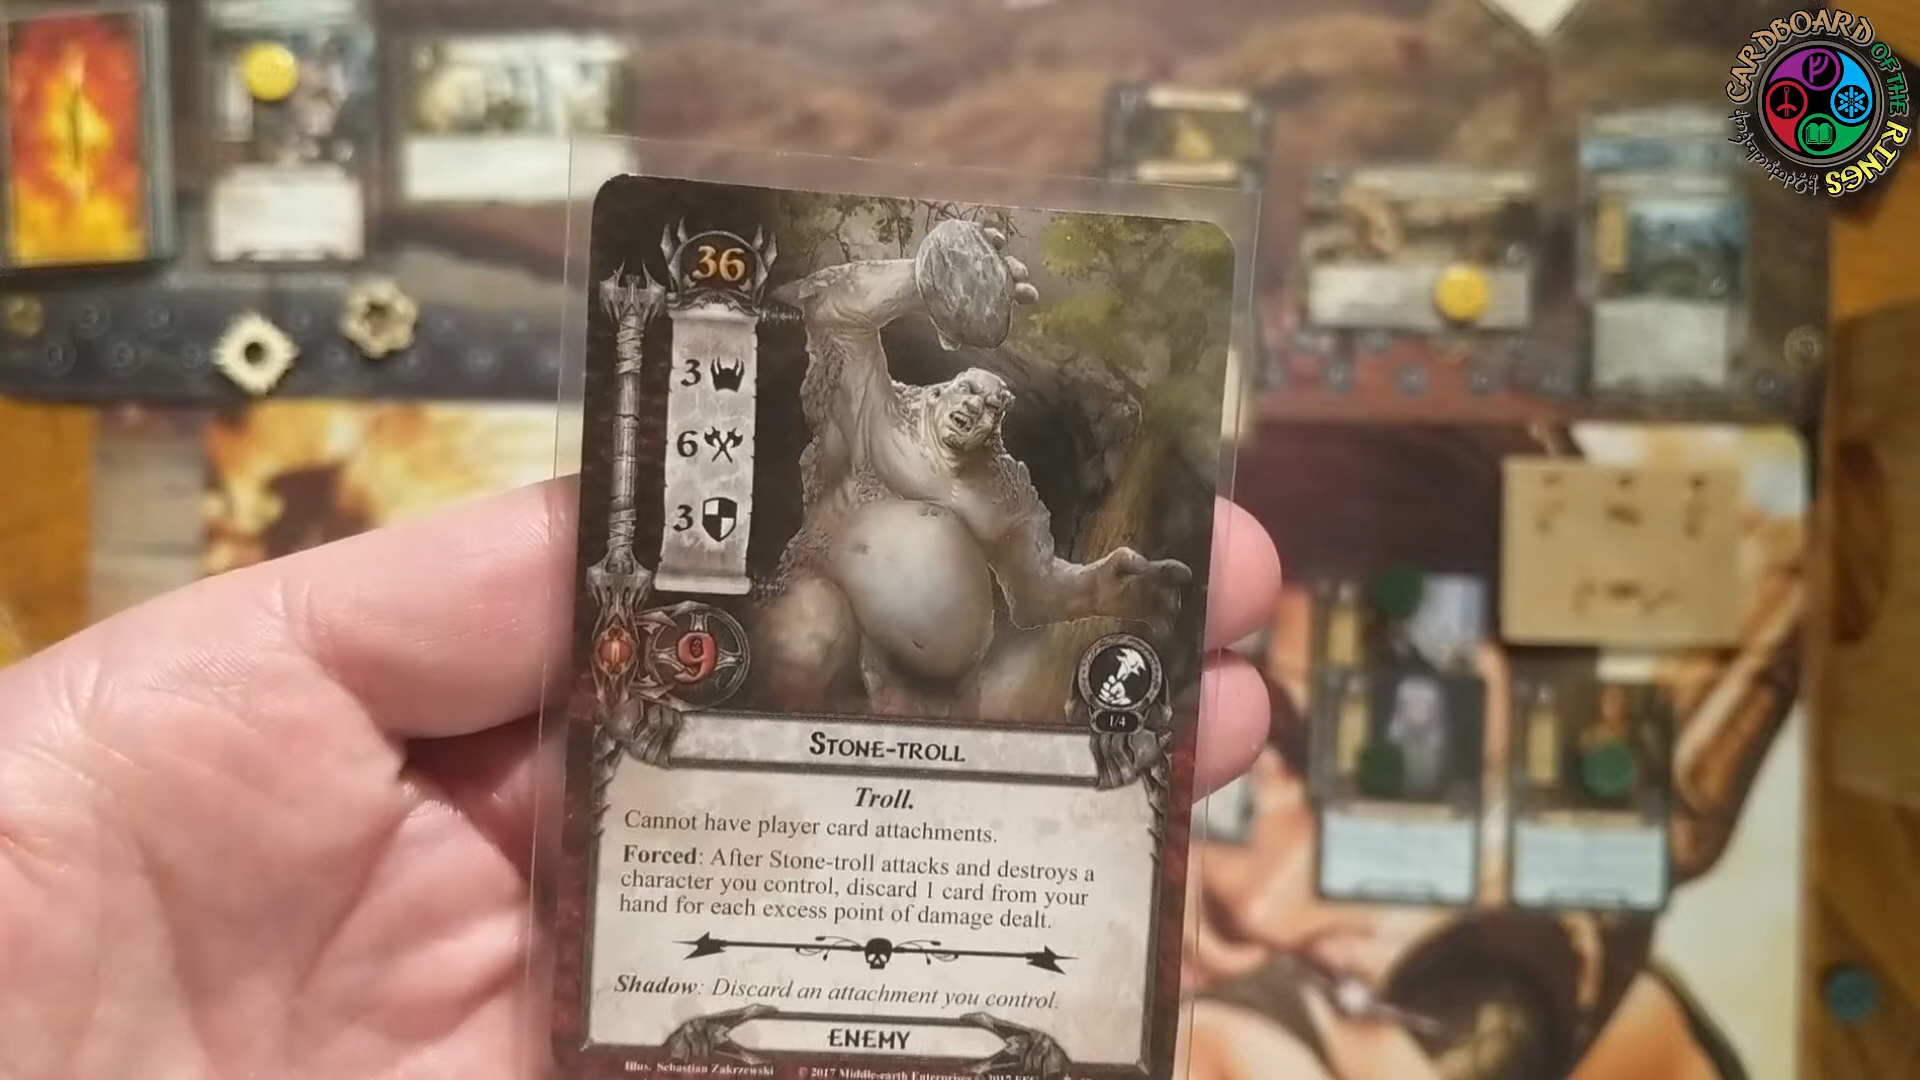 CARDBOARD OF THE RINGS
36
3
6
3
9
1/4
STONE-TROLL
Troll.
Cannot have player card attachments.
Forced: After Stone-troll attacks and destroys a
character you control, discard 1 card from your
hand for each excess point of damage dealt.
Shadow: Discard an attachment you control.
ENEMY
Illus. Sebastian Zakrzewski © 2017 Middle-earth Enterprises